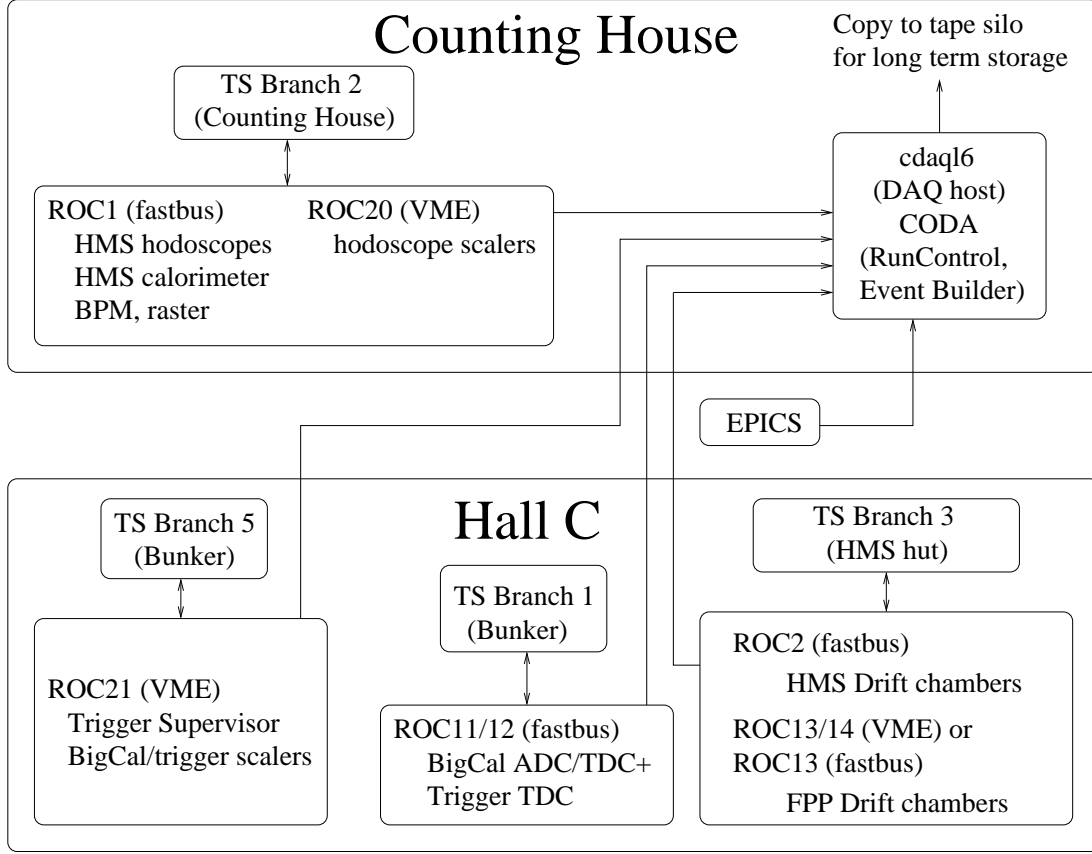 Counting House
Copy to tape silo
for long term storage
TS Branch 2
(Counting House)
ROC1 (fastbus)
HMS hodoscopes
HMS calorimeter
BPM, raster
ROC20 (VME)
hodoscope scalers
cdaql6
(DAQ host)
CODA
(RunControl,
Event Builder)
EPICS
Hall C
TS Branch 5
(Bunker)
ROC21 (VME)
Trigger Supervisor
BigCal/trigger scalers
TS Branch 1
(Bunker)
ROC11/12 (fastbus)
BigCal ADC/TDC+
Trigger TDC
TS Branch 3
(HMS hut)
ROC2 (fastbus)
HMS Drift chambers
ROC13/14 (VME) or
ROC13 (fastbus)
FPP Drift chambers